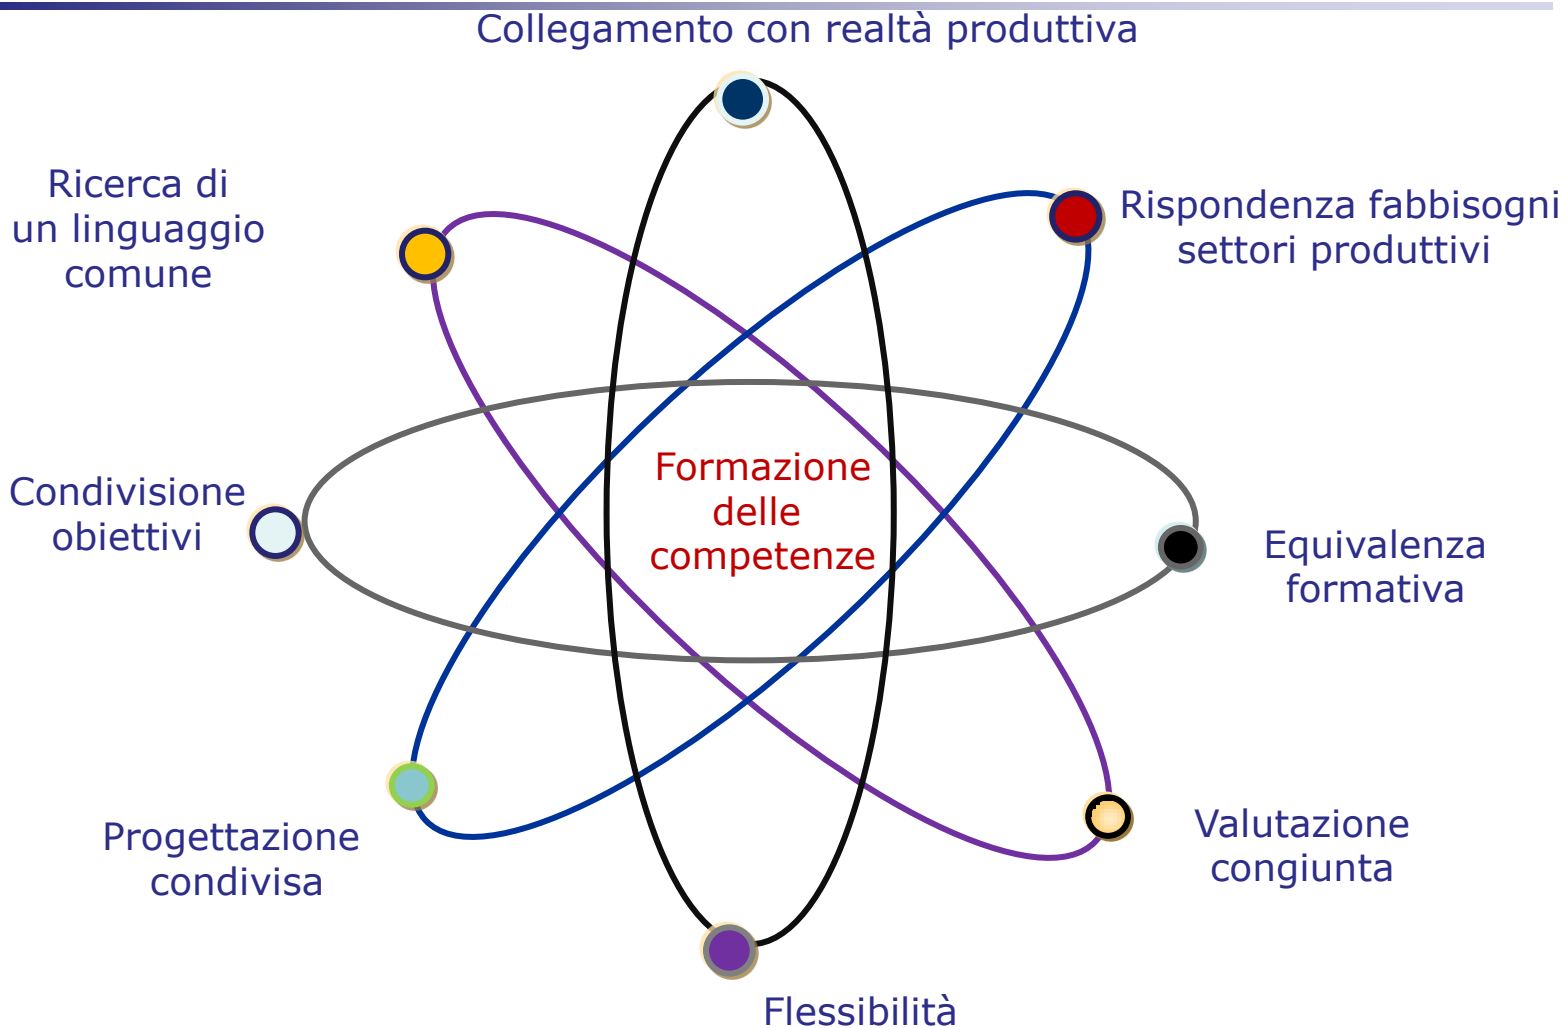 Collegamento con realtà produttiva
Ricerca di
un linguaggio
comune
Rispondenza fabbisogni
settori produttivi
Condivisione
obiettivi
Formazione
delle
competenze
Equivalenza
formativa
Progettazione
condivisa
Valutazione
congiunta
Flessibilità